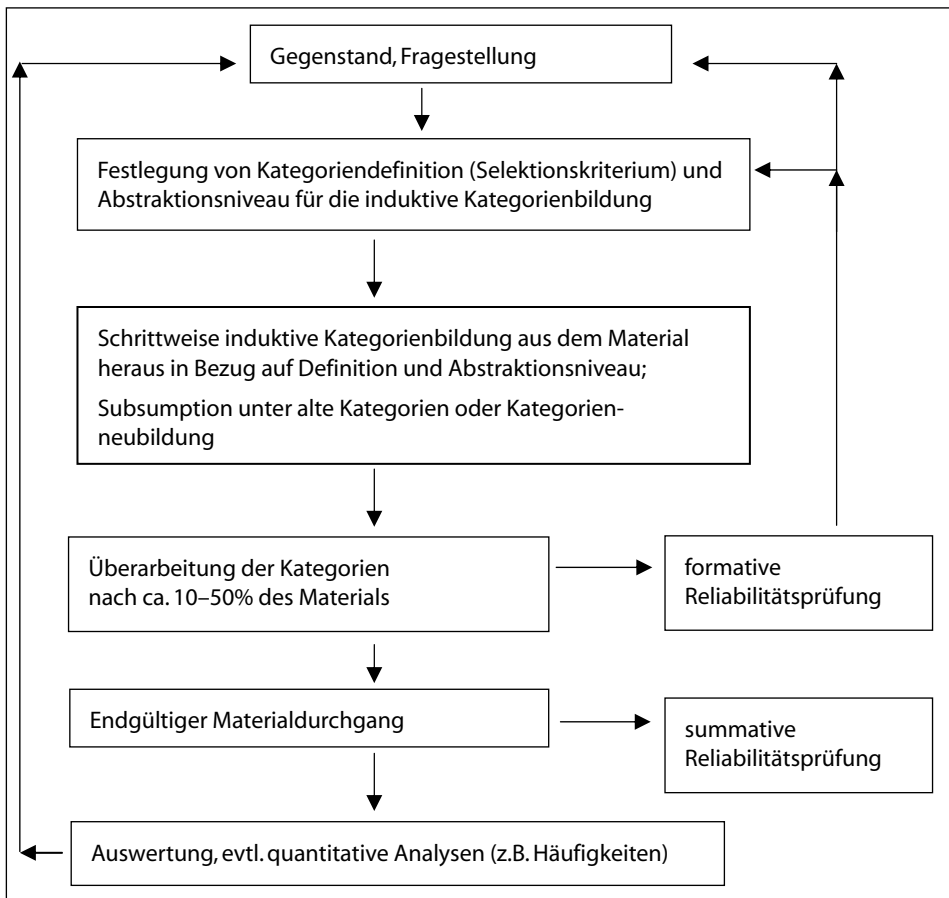 Gegenstand, Fragestellung
Festlegung von Kategoriendefinition (Selektionskriterium) und
Abstraktionsniveau für die induktive Kategorienbildung
Schrittweise induktive Kategorienbildung aus dem Material
heraus in Bezug auf Definition und Abstraktionsniveau;
Subsumption unter alte Kategorien oder Kategorien-
neubildung
Überarbeitung der Kategorien
nach ca. 10–50% des Materials
formative
Reliabilitätsprüfung
Endgültiger Materialdurchgang
summative
Reliabilitätsprüfung
Auswertung, evtl. quantitative Analysen (z.B. Häufigkeiten)